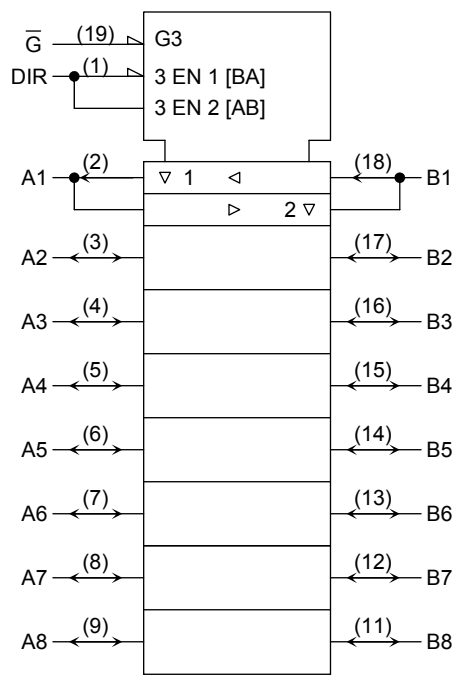 G̅ (19) G3
DIR (1) 3 EN 1 [BA]
3 EN 2 [AB]
A1 (2) ▽ 1 ◁ (18) B1
▷ 2 ▽
A2 (3) (17) B2
A3 (4) (16) B3
A4 (5) (15) B4
A5 (6) (14) B5
A6 (7) (13) B6
A7 (8) (12) B7
A8 (9) (11) B8